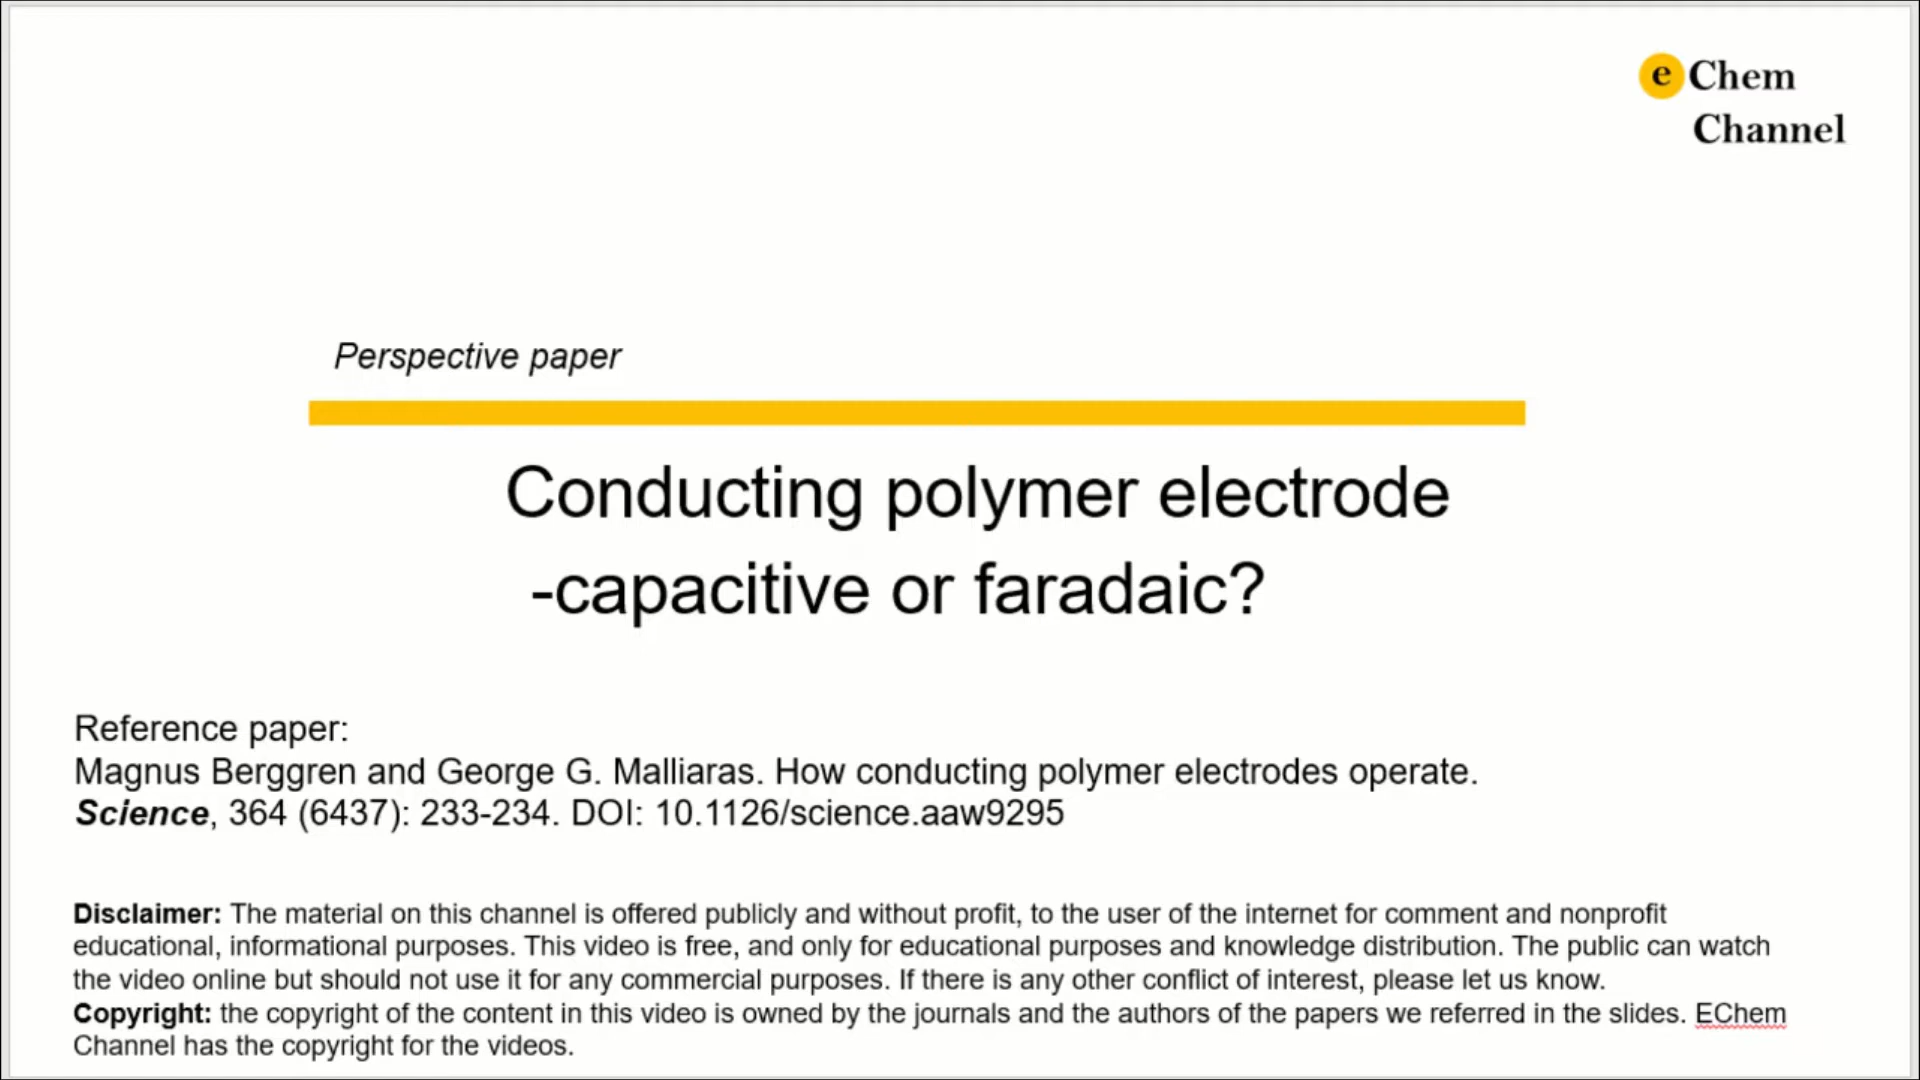 e Chem
Channel
Perspective paper
Conducting polymer electrode
-capacitive or faradaic?
Reference paper:
Magnus Berggren and George G. Malliaras. How conducting polymer electrodes operate.
Science, 364 (6437): 233-234. DOI: 10.1126/science.aaw9295
Disclaimer: The material on this channel is offered publicly and without profit, to the user of the internet for comment and nonprofit
educational, informational purposes. This video is free, and only for educational purposes and knowledge distribution. The public can watch
the video online but should not use it for any commercial purposes. If there is any other conflict of interest, please let us know.
Copyright: the copyright of the content in this video is owned by the journals and the authors of the papers we referred in the slides. EChem
Channel has the copyright for the videos.